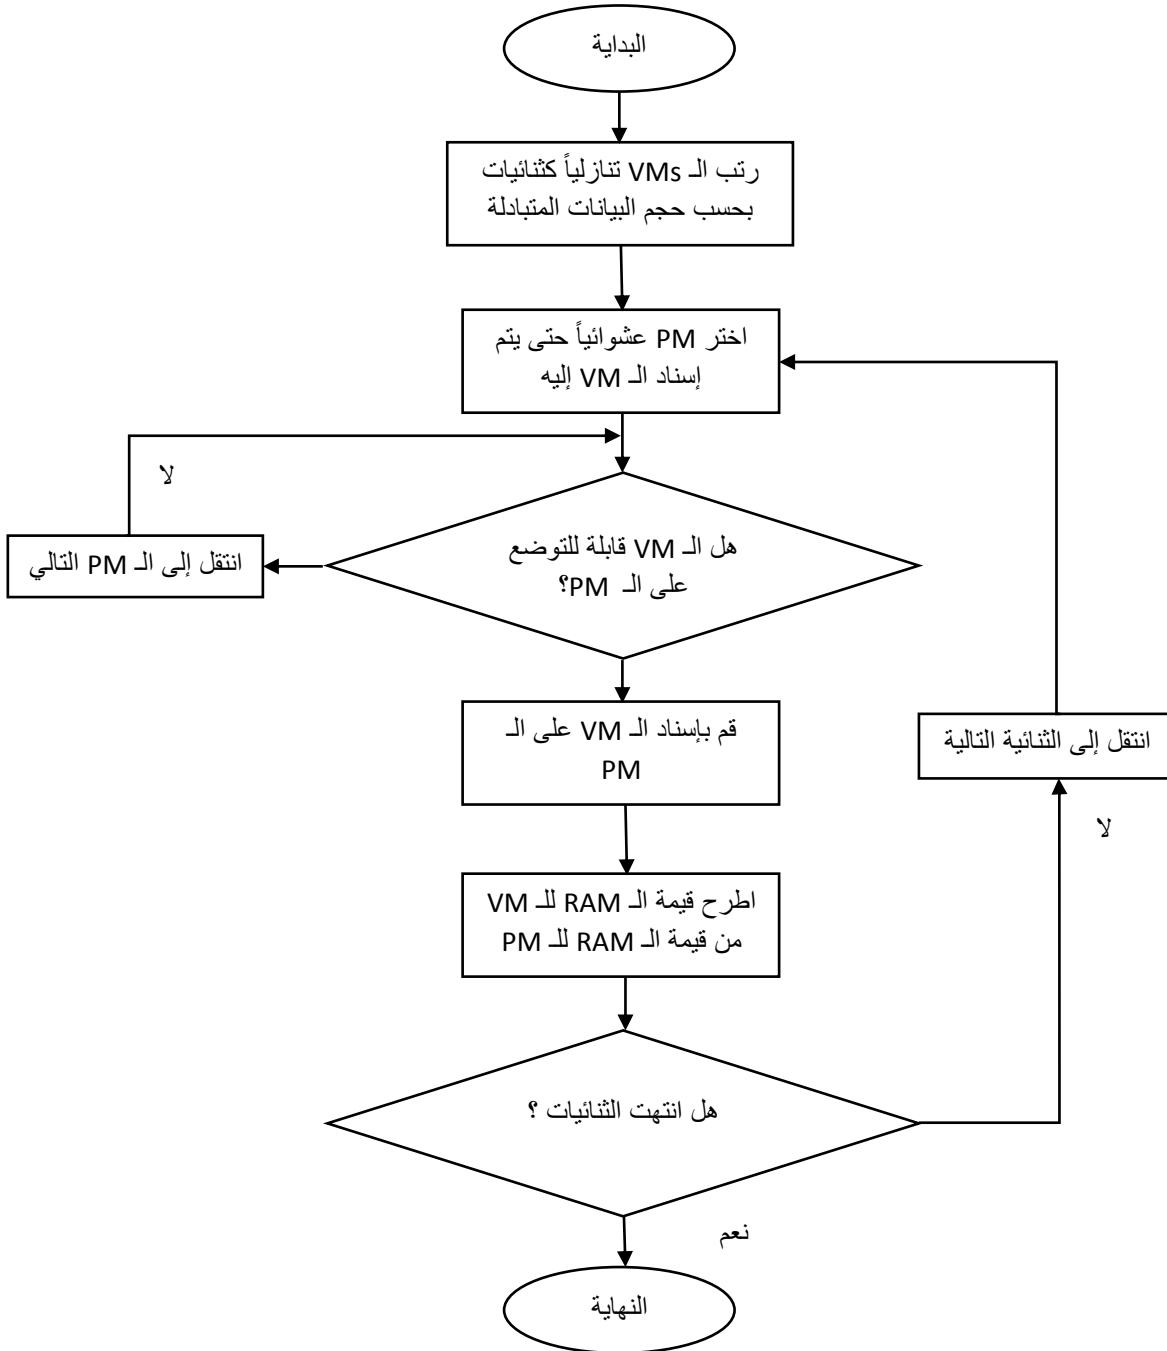 البداية
رتب الـ VMs تنازلياً كثنائيات
بحسب حجم البيانات المتبادلة
اختر PM عشوائياً حتى يتم
إسناد الـ VM إليه
لا
هل الـ VM قابلة للتوضع
على الـ PM؟
انتقل إلى الـ PM التالي
قم بإسناد الـ VM على الـ
PM
انتقل إلى الثنائية التالية
لا
اطرح قيمة الـ RAM للـ VM
من قيمة الـ RAM للـ PM
هل انتهت الثنائيات ؟
نعم
النهاية